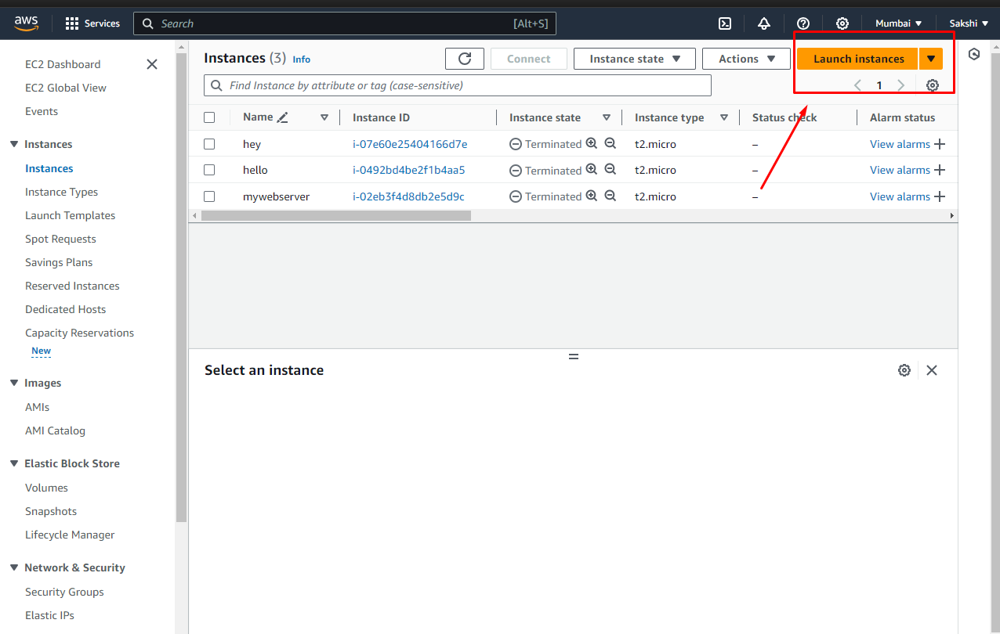 aws Services Search [Alt+S] Mumbai Sakshi
EC2 Dashboard
EC2 Global View
Events
Instances
Instances
Instance Types
Launch Templates
Spot Requests
Savings Plans
Reserved Instances
Dedicated Hosts
Capacity Reservations
New
Images
AMIs
AMI Catalog
Elastic Block Store
Volumes
Snapshots
Lifecycle Manager
Network & Security
Security Groups
Elastic IPs
Instances (3) Info Connect Instance state Actions Launch instances
Find Instance by attribute or tag (case-sensitive) 1
Name Instance ID Instance state Instance type Status check Alarm status
hey i-07e60e25404166d7e Terminated t2.micro – View alarms
hello i-0492bd4be2f1b4aa5 Terminated t2.micro – View alarms
mywebserver i-02eb3f4d8db2e5d9c Terminated t2.micro – View alarms
Select an instance